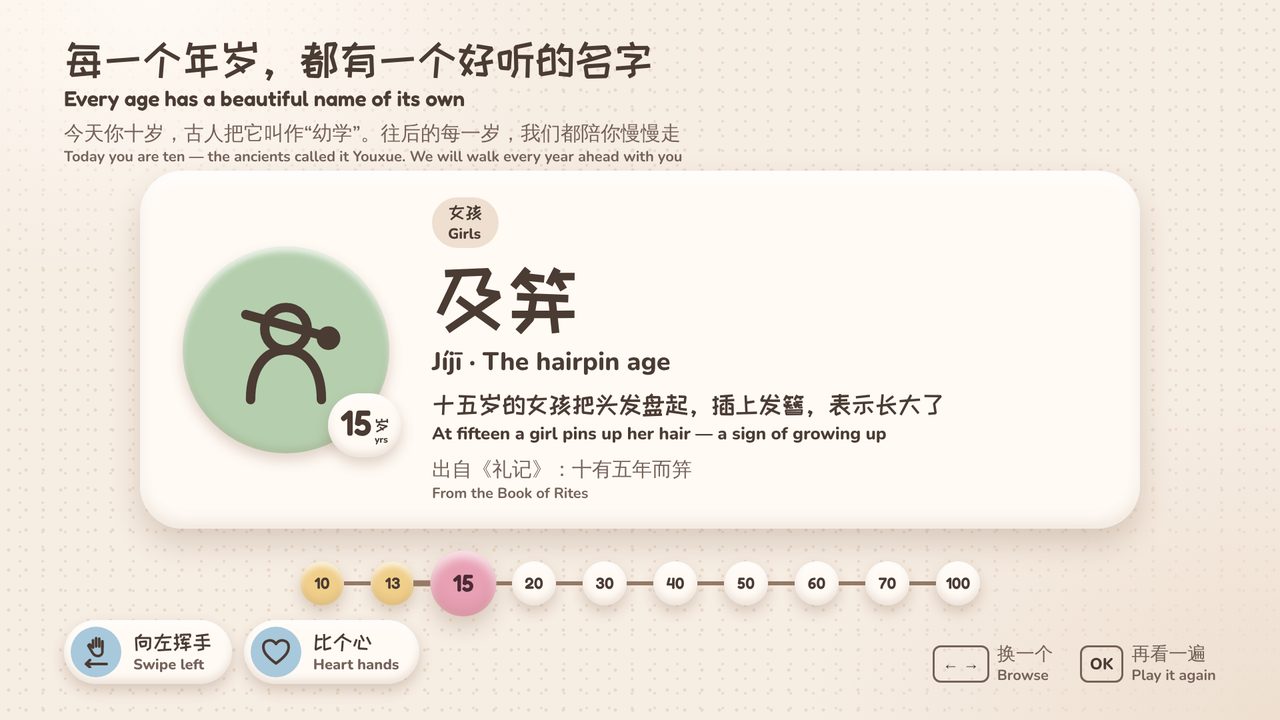 每一个年岁，都有一个好听的名字
Every age has a beautiful name of its own
今天你十岁，古人把它叫作“幼学”。往后的每一岁，我们都陪你慢慢走
Today you are ten — the ancients called it Youxue. We will walk every year ahead with you
女孩
Girls
及笄
Jíjī · The hairpin age
十五岁的女孩把头发盘起，插上发簪，表示长大了
At fifteen a girl pins up her hair — a sign of growing up
出自《礼记》：十有五年而笄
From the Book of Rites
15 岁
yrs
10 13 15 20 30 40 50 60 70 100
向左挥手
Swipe left
比个心
Heart hands
← → 换一个
Browse
OK 再看一遍
Play it again